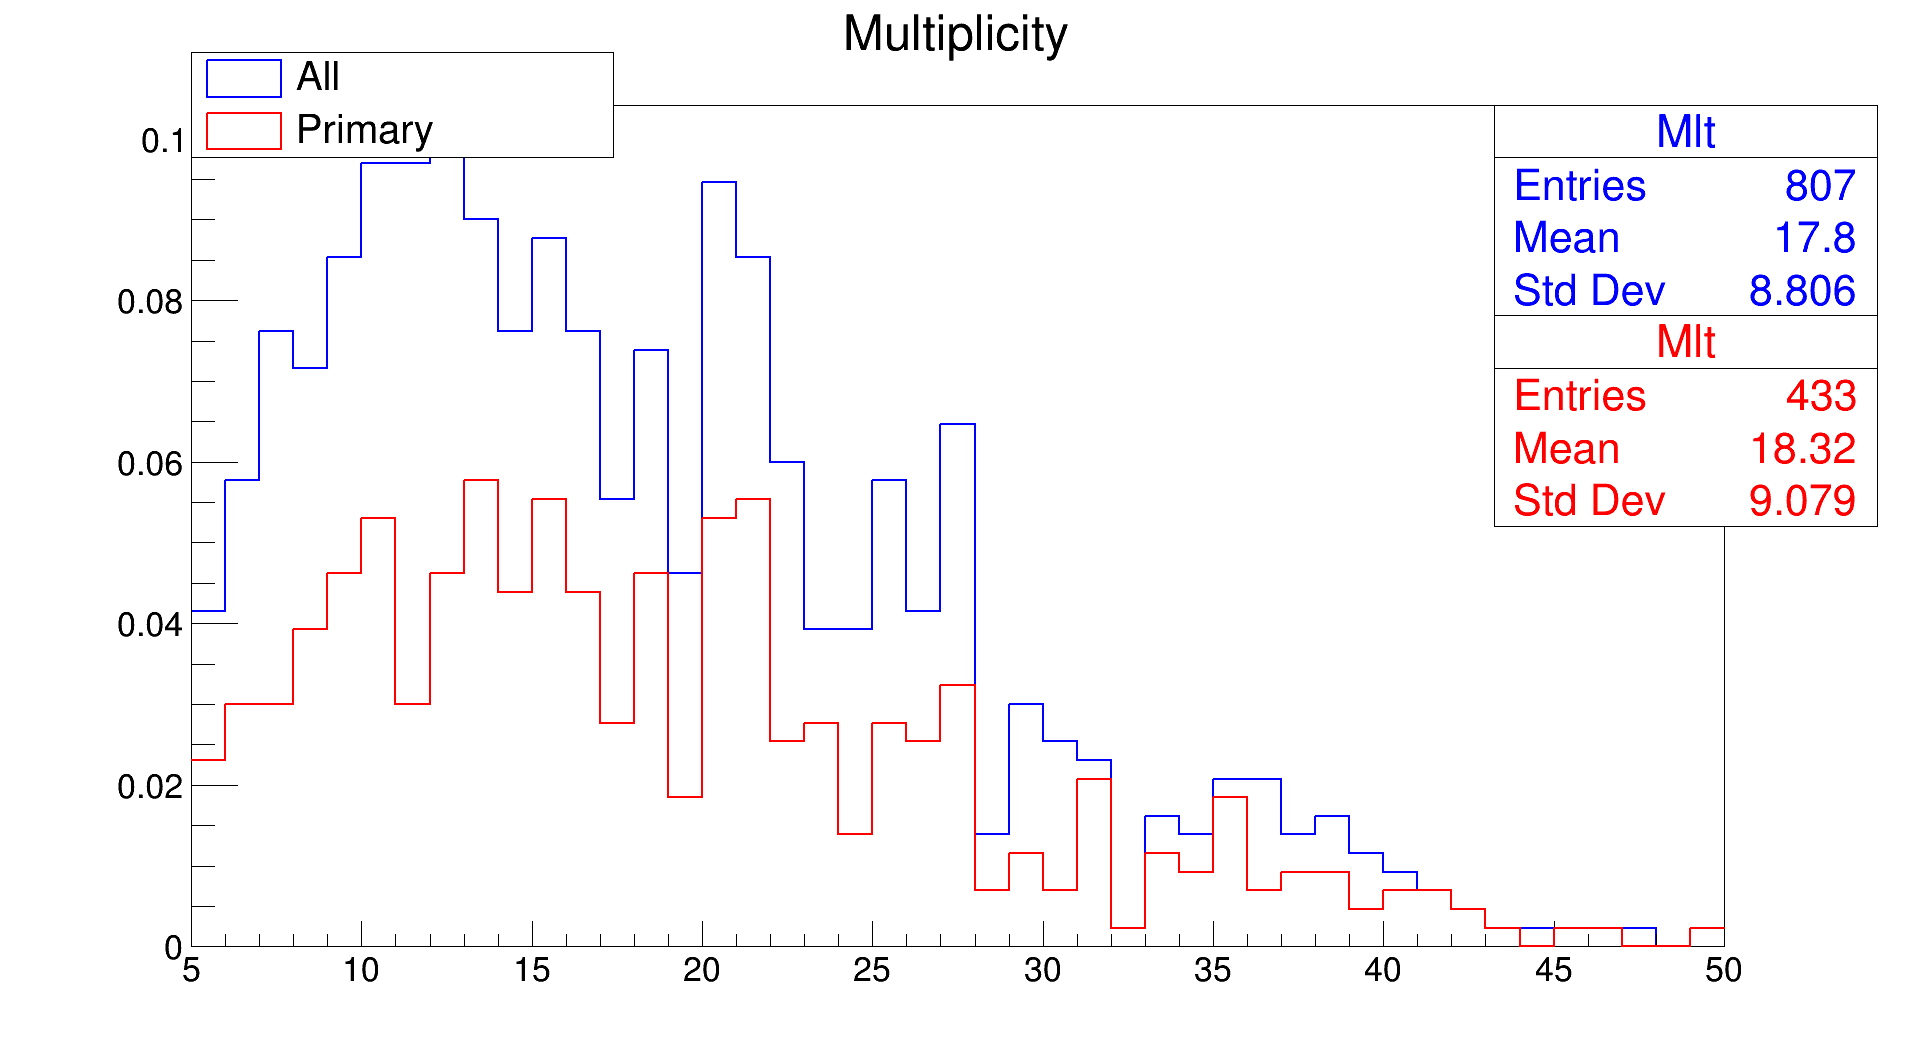 Multiplicity
All
Primary
Mlt
Entries 807
Mean 17.8
Std Dev 8.806
Mlt
Entries 433
Mean 18.32
Std Dev 9.079
0.1
0.08
0.06
0.04
0.02
0
5 10 15 20 25 30 35 40 45 50